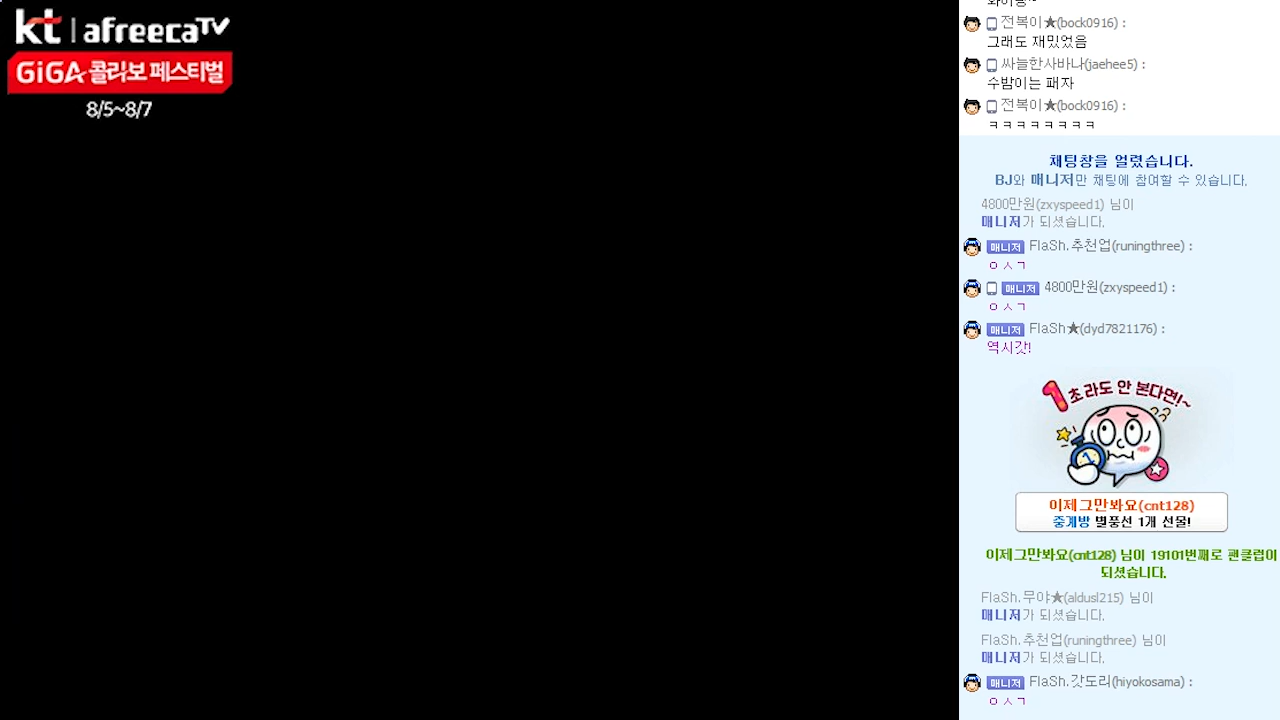 kt | afreecaTV
GiGA 콜라보 페스티벌
8/5~8/7
전복이★(bock0916) :
그래도 재밌었음
싸늘한사바나(jaehee5) :
수밤이는 패자
전복이★(bock0916) :
ㅋㅋㅋㅋㅋㅋㅋㅋ
채팅창을 얼렸습니다.
BJ와 매니저만 채팅에 참여할 수 있습니다.
4800만원(zxyspeed1) 님이
매니저가 되셨습니다.
매니저 FlaSh.추천업(runingthree) :
ㅇㅅㄱ
매니저 4800만원(zxyspeed1) :
ㅇㅅㄱ
매니저 FlaSh★(dyd7821176) :
역시갓!
1초라도 안 본다면!~
이제그만봐요(cnt128)
중계방 별풍선 1개 선물!
이제그만봐요(cnt128) 님이 19101번째로 팬클럽이
되셨습니다.
FlaSh.무야★(aldusl215) 님이
매니저가 되셨습니다.
FlaSh.추천업(runingthree) 님이
매니저가 되셨습니다.
매니저 FlaSh.갓도리(hiyokosama) :
ㅇㅅㄱ